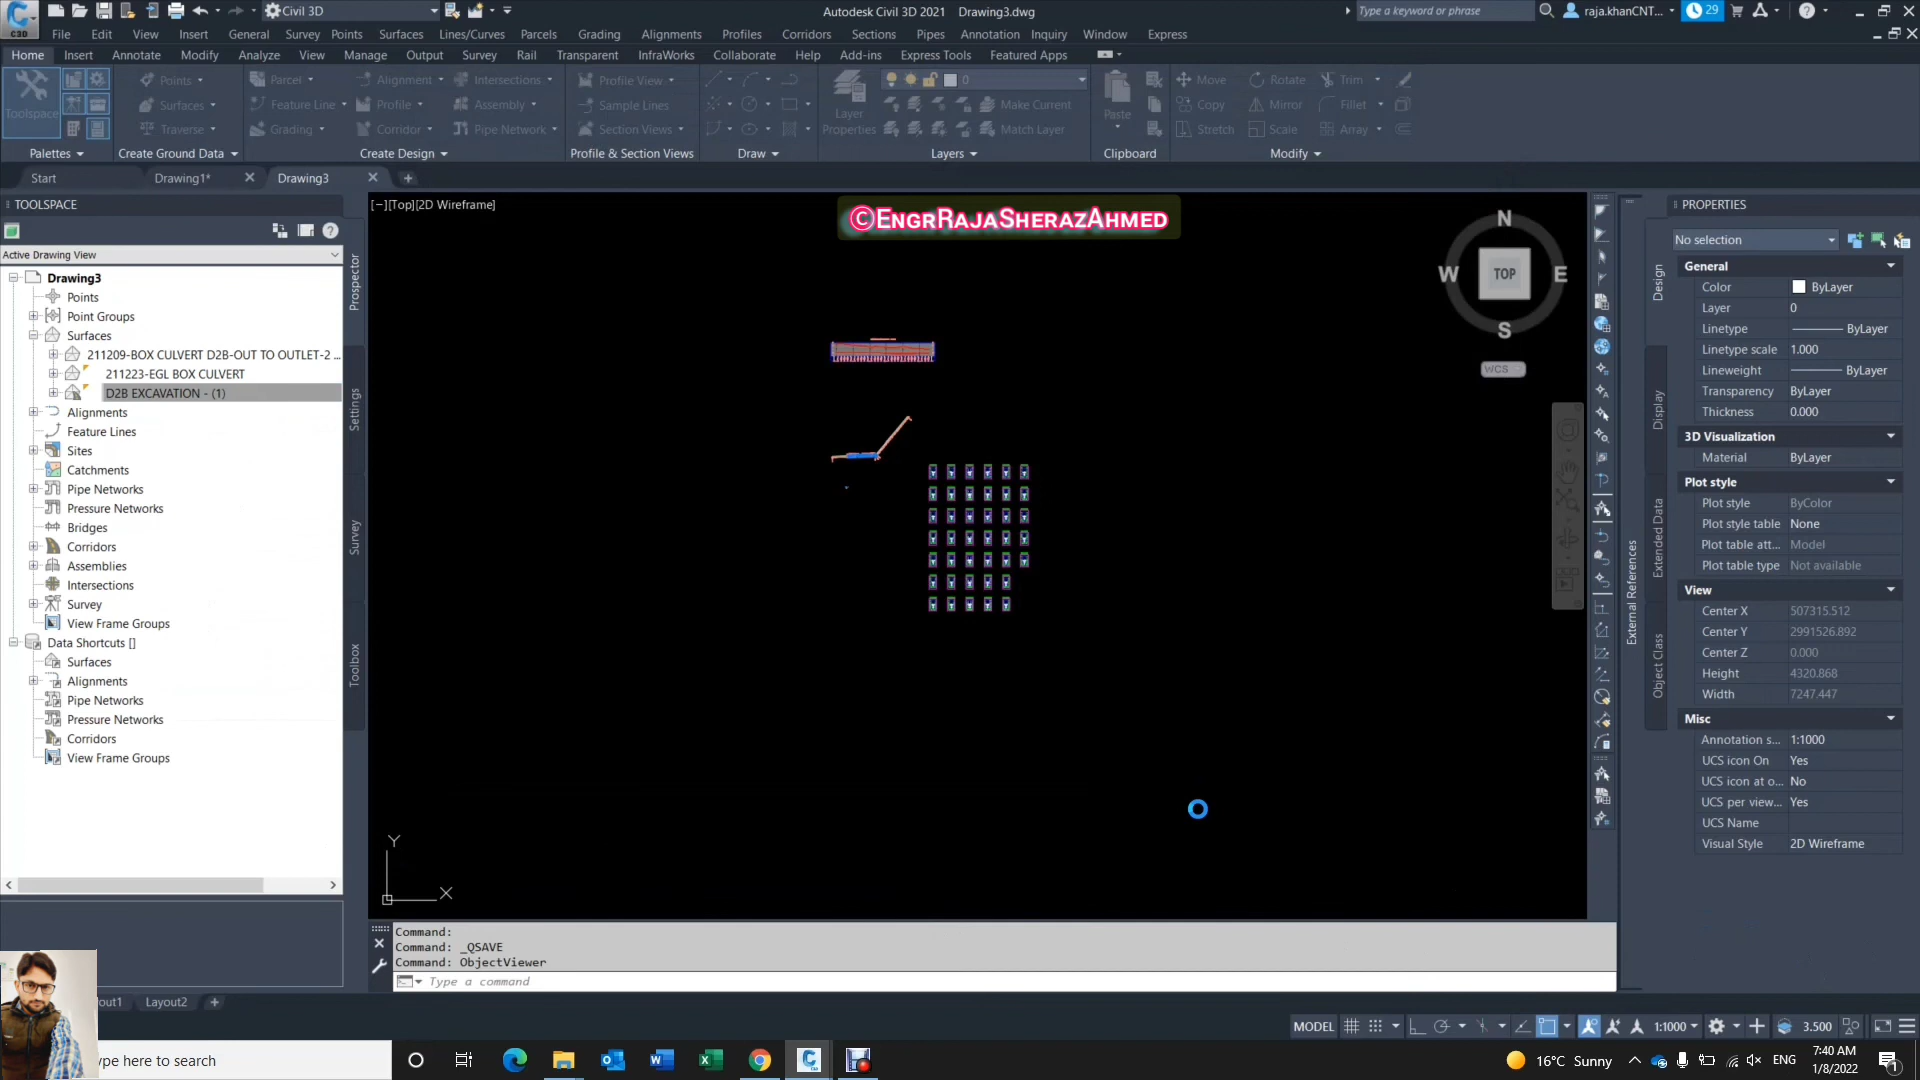 C3D
Civil 3D
Autodesk Civil 3D 2021 Drawing3.dwg
Type a keyword or phrase
raja.khanCNT...
29
File Edit View Insert General Survey Points Surfaces Lines/Curves Parcels Grading Alignments Profiles Corridors Sections Pipes Annotation Inquiry Window Express
Home Insert Annotate Modify Analyze View Manage Output Survey Rail Transparent InfraWorks Collaborate Help Add-ins Express Tools Featured Apps
Toolspace
Points
Surfaces
Traverse
Parcel
Feature Line
Grading
Alignment
Profile
Corridor
Intersections
Assembly
Pipe Network
Profile View
Sample Lines
Section Views
Layer
Properties
0
Make Current
Match Layer
Paste
Move Rotate Trim
Copy Mirror Fillet
Stretch Scale Array
Palettes
Create Ground Data
Create Design
Profile & Section Views
Draw
Layers
Clipboard
Modify
Start
Drawing1*
Drawing3
TOOLSPACE
Active Drawing View
Drawing3
Points
Point Groups
Surfaces
211209-BOX CULVERT D2B-OUT TO OUTLET-2 ...
211223-EGL BOX CULVERT
D2B EXCAVATION - (1)
Alignments
Feature Lines
Sites
Catchments
Pipe Networks
Pressure Networks
Bridges
Corridors
Assemblies
Intersections
Survey
View Frame Groups
Data Shortcuts []
Surfaces
Alignments
Pipe Networks
Pressure Networks
Corridors
View Frame Groups
Prospector
Settings
Survey
Toolbox
[−][Top][2D Wireframe]
©EngrRajaSherazAhmed
N
W
TOP
E
S
WCS
Y
X
Command:
Command: _QSAVE
Command: ObjectViewer
Type a command
External References
PROPERTIES
No selection
Design
Display
Extended Data
Object Class
General
Color ByLayer
Layer 0
Linetype ByLayer
Linetype scale 1.000
Lineweight ByLayer
Transparency ByLayer
Thickness 0.000
3D Visualization
Material ByLayer
Plot style
Plot style ByColor
Plot style table None
Plot table att... Model
Plot table type Not available
View
Center X 507315.512
Center Y 2991526.892
Center Z 0.000
Height 4320.868
Width 7247.447
Misc
Annotation s... 1:1000
UCS icon On Yes
UCS icon at o... No
UCS per view... Yes
UCS Name
Visual Style 2D Wireframe
out1
Layout2
MODEL
1:1000
3.500
ype here to search
16°C Sunny
ENG
7:40 AM
1/8/2022
1